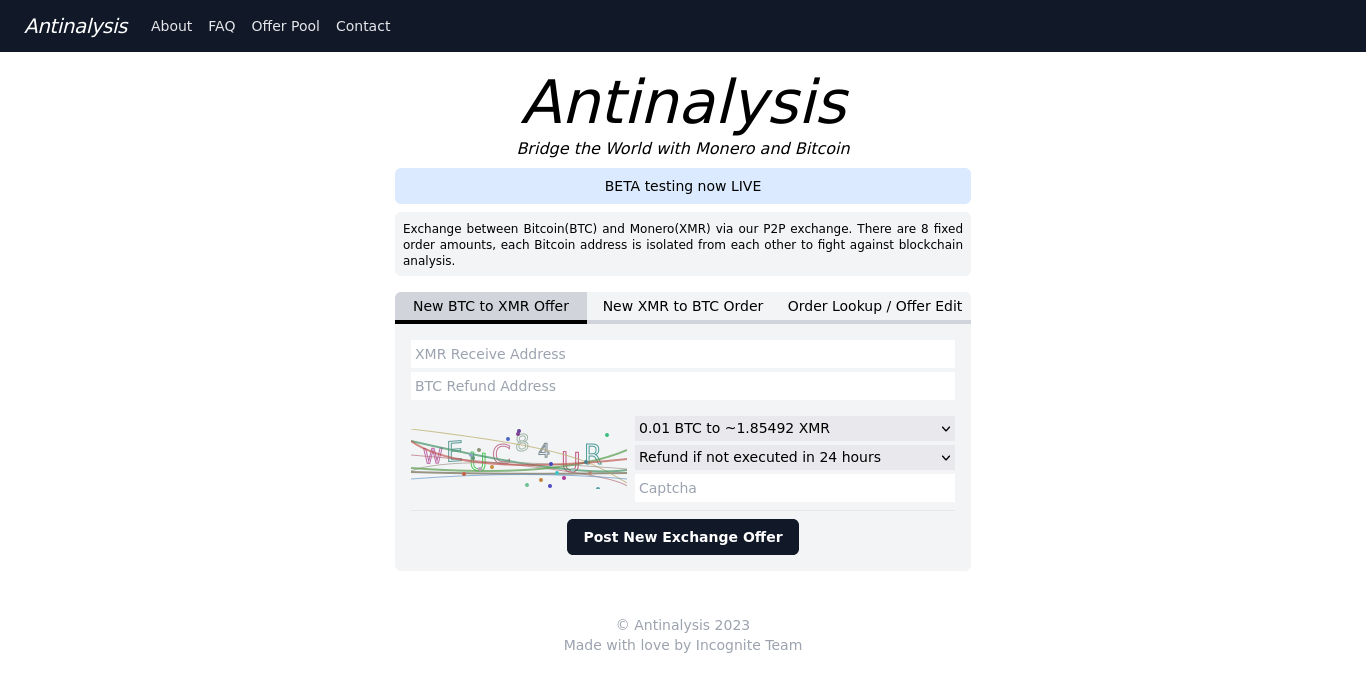 Antinalysis About FAQ Offer Pool Contact
Antinalysis
Bridge the World with Monero and Bitcoin
BETA testing now LIVE
Exchange between Bitcoin(BTC) and Monero(XMR) via our P2P exchange. There are 8 fixed
order amounts, each Bitcoin address is isolated from each other to fight against blockchain
analysis.
New BTC to XMR Offer New XMR to BTC Order Order Lookup / Offer Edit
XMR Receive Address
BTC Refund Address
0.01 BTC to ~1.85492 XMR
Refund if not executed in 24 hours
Captcha
Post New Exchange Offer
© Antinalysis 2023
Made with love by Incognite Team